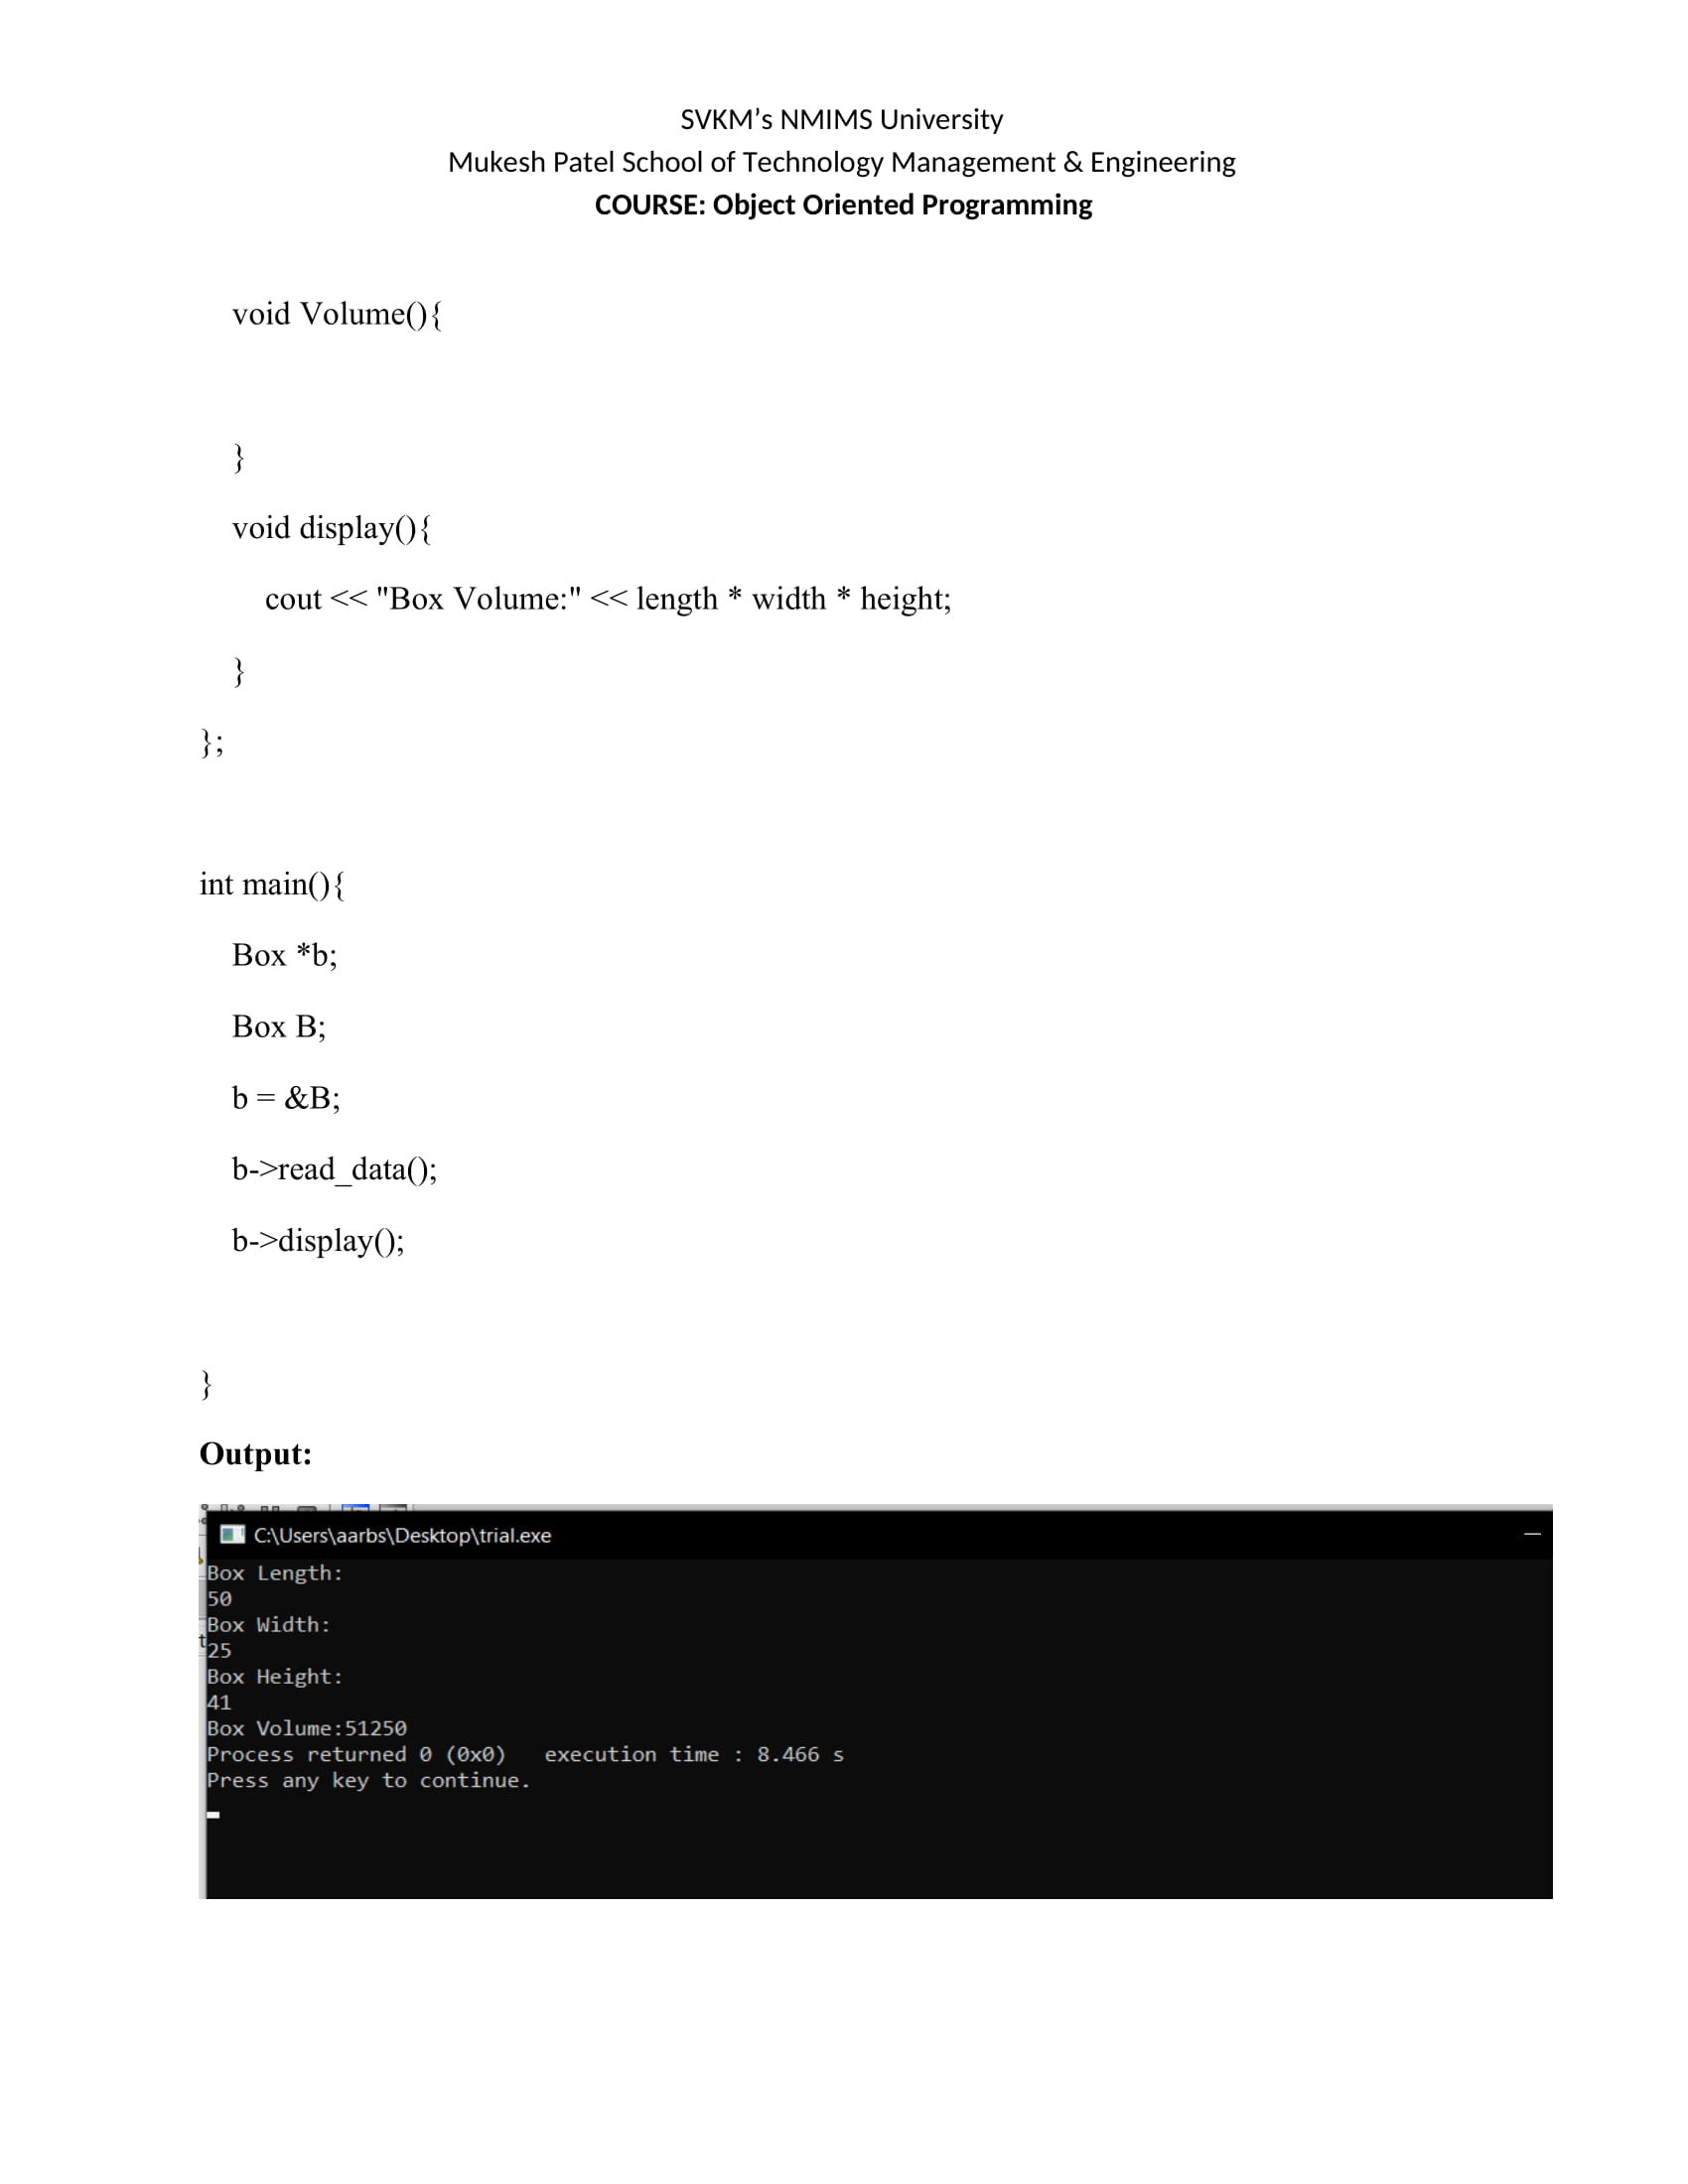 SVKM’s NMIMS University
Mukesh Patel School of Technology Management & Engineering
COURSE: Object Oriented Programming
void Volume(){
}
void display(){
cout << "Box Volume:" << length * width * height;
}
};
int main(){
Box *b;
Box B;
b = &B;
b->read_data();
b->display();
}
Output:
C:\Users\aarbs\Desktop\trial.exe
Box Length:
50
Box Width:
25
Box Height:
41
Box Volume:51250
Process returned 0 (0x0)   execution time : 8.466 s
Press any key to continue.